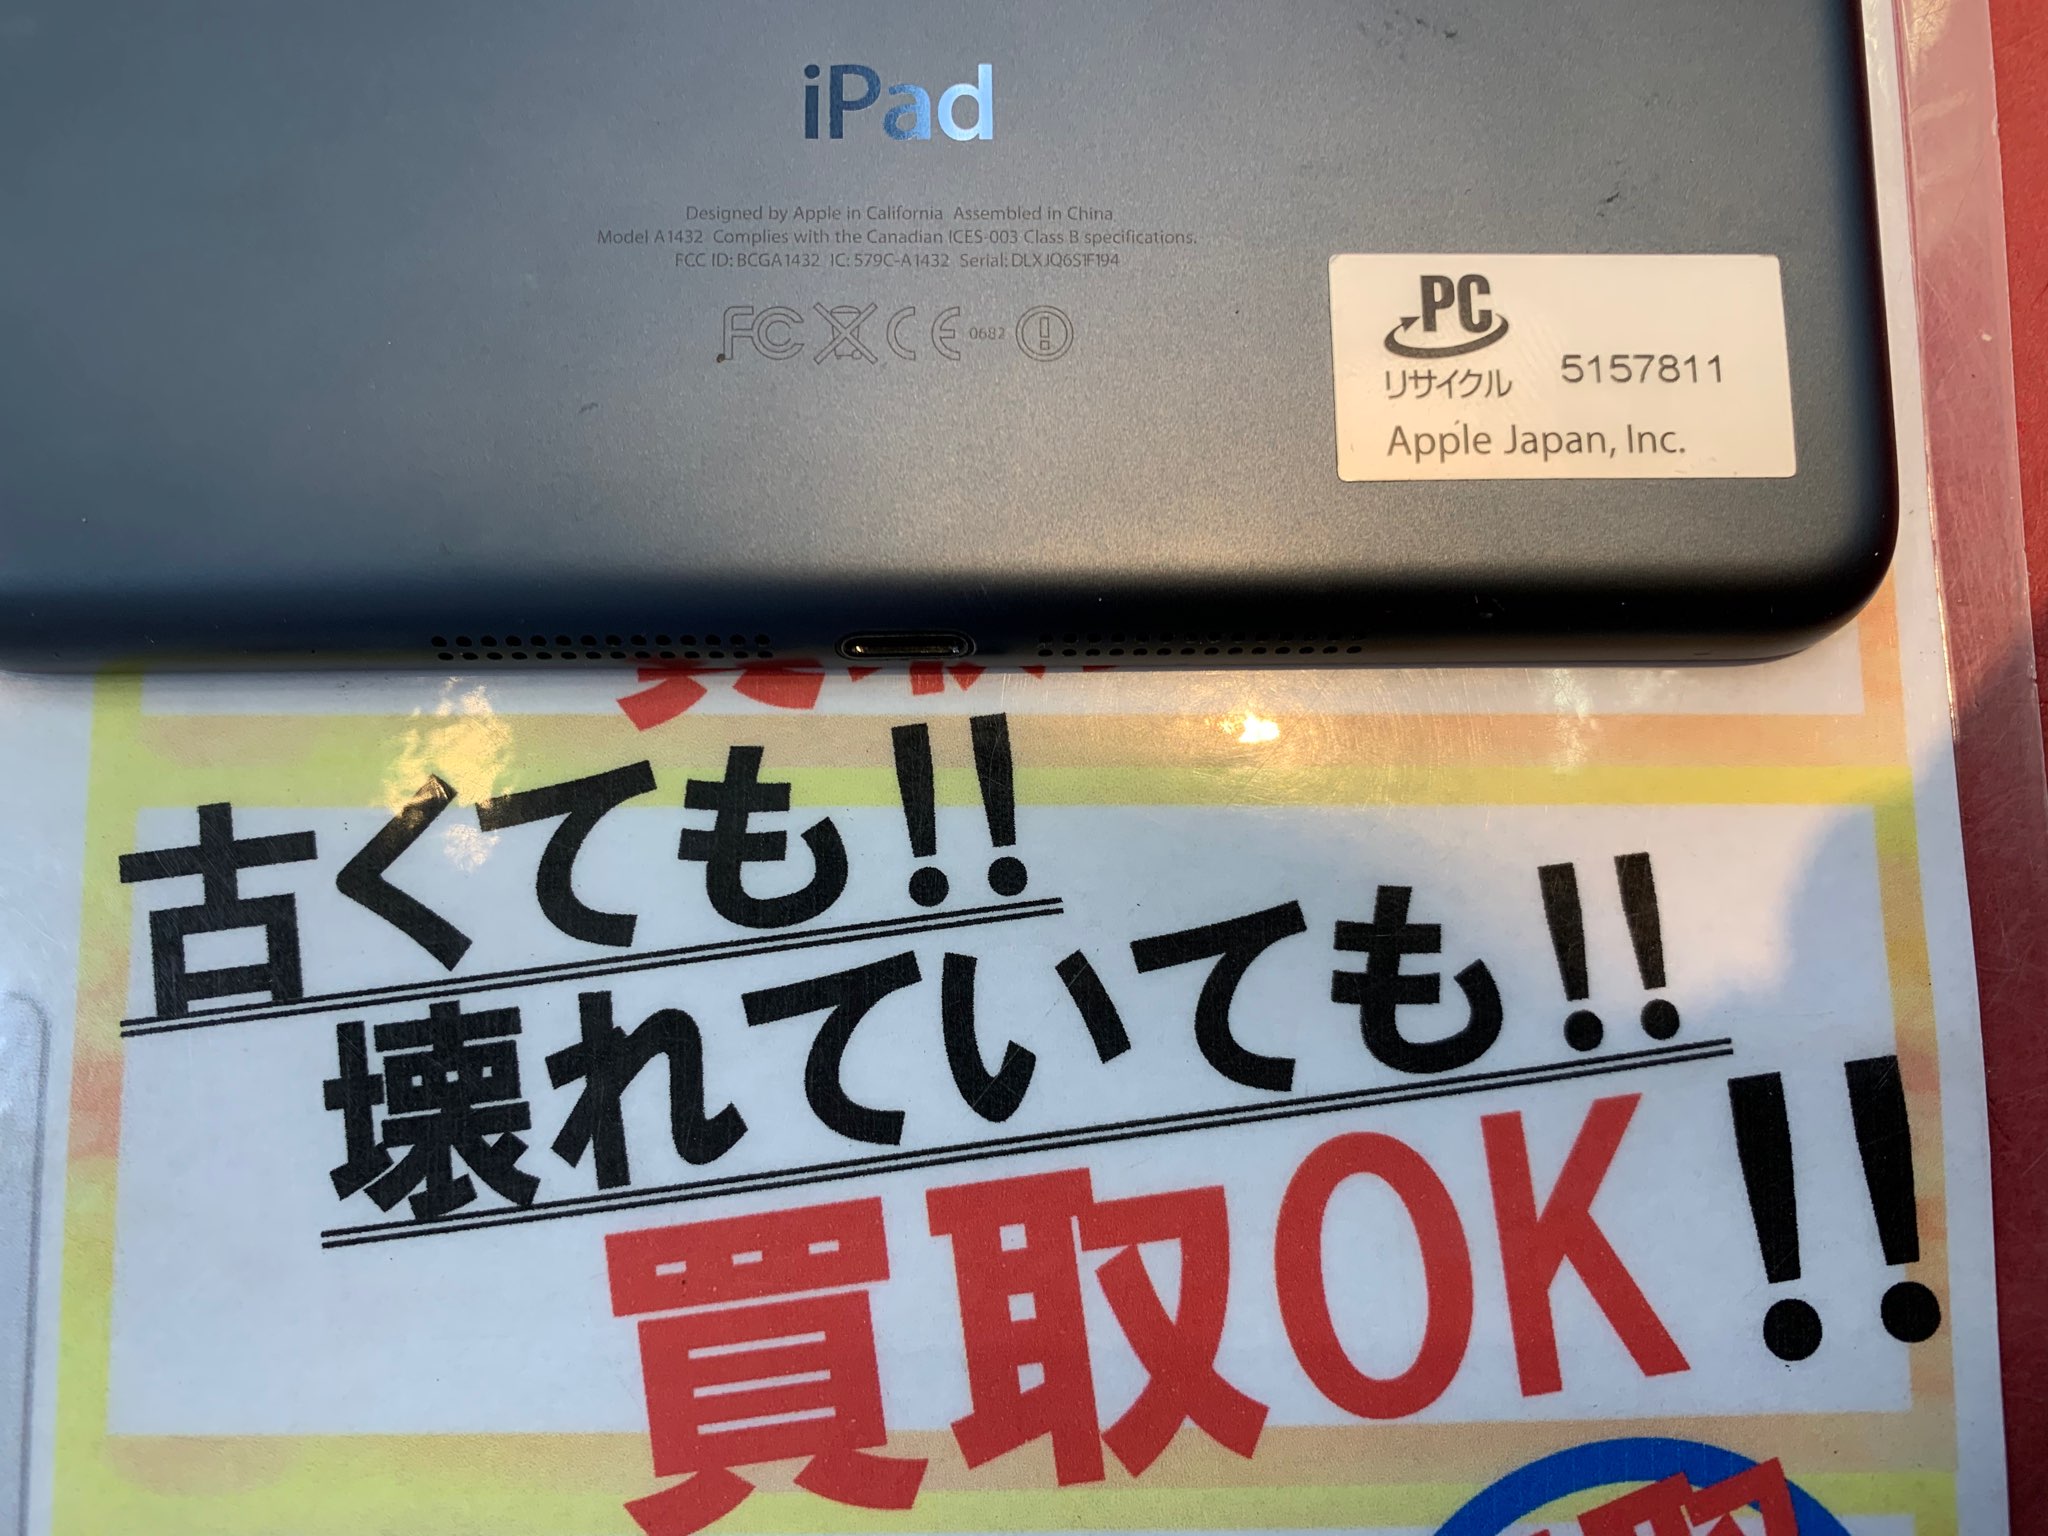 iPad
Designed by Apple in California Assembled in China
Model A1432 Complies with the Canadian ICES-003 Class B specifications.
FCC ID: BCGA1432 IC: 579C-A1432 Serial: DLXJQ6S1F194
FC CE 0682
PC
リサイクル 5157811
Apple Japan, Inc.
古くても!!
壊れていても!!
買取OK!!